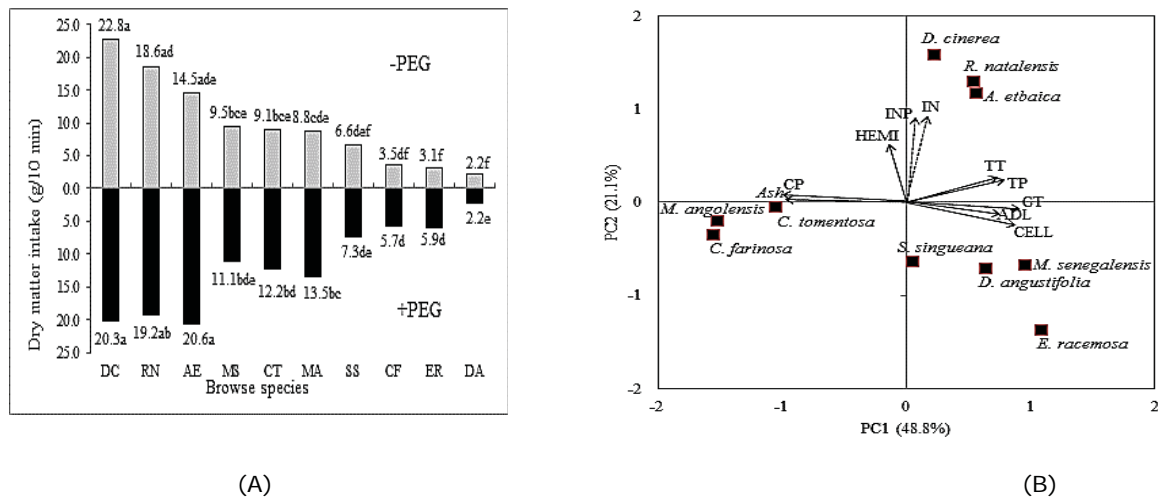 25.0
20.0
15.0
10.0
5.0
0.0
5.0
10.0
15.0
20.0
25.0
Dry matter intake (g/10 min)
22.8a
18.6ad
14.5ade
9.5bce
9.1bce
8.8cde
6.6def
3.5df
3.1f
2.2f
-PEG
20.3a
19.2ab
20.6a
11.1bde
12.2bd
13.5bc
7.3de
5.7d
5.9d
2.2e
+PEG
DC RN AE MS CT MA SS CF ER DA
Browse species
(A)
2
1
0
-1
-2
PC2 (21.1%)
D. cinerea
R. natalensis
A. etbaica
INP
IN
HEMI
TT
TP
CP
Ash
GT
ADL
CELL
M. angolensis
C. tomentosa
C. farinosa
S. singueana
M. senegalensis
D. angustifolia
E. racemosa
-2 -1 0 1 2
PC1 (48.8%)
(B)